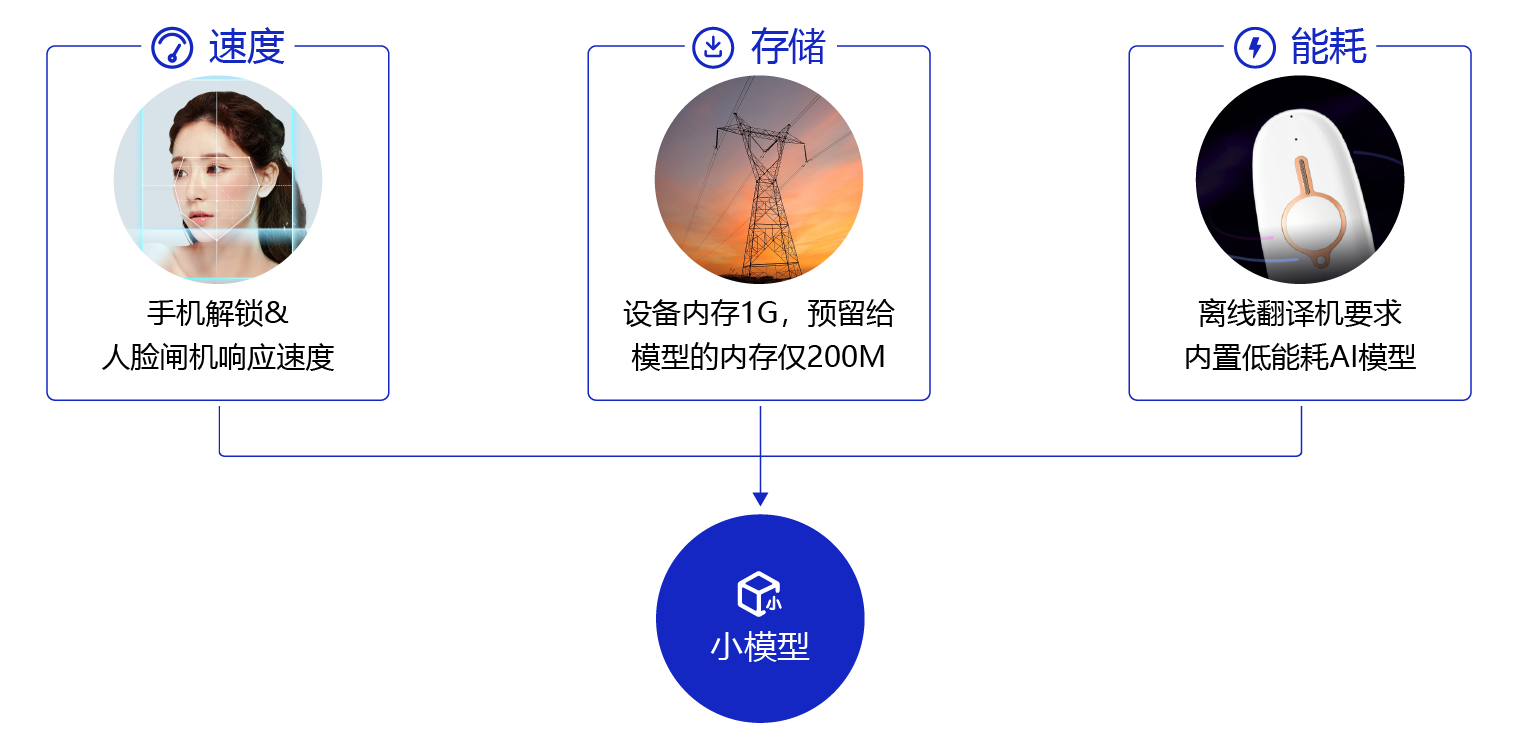 速度
手机解锁&
人脸闸机响应速度
存储
设备内存1G，预留给
模型的内存仅200M
能耗
离线翻译机要求
内置低能耗AI模型
小
小模型